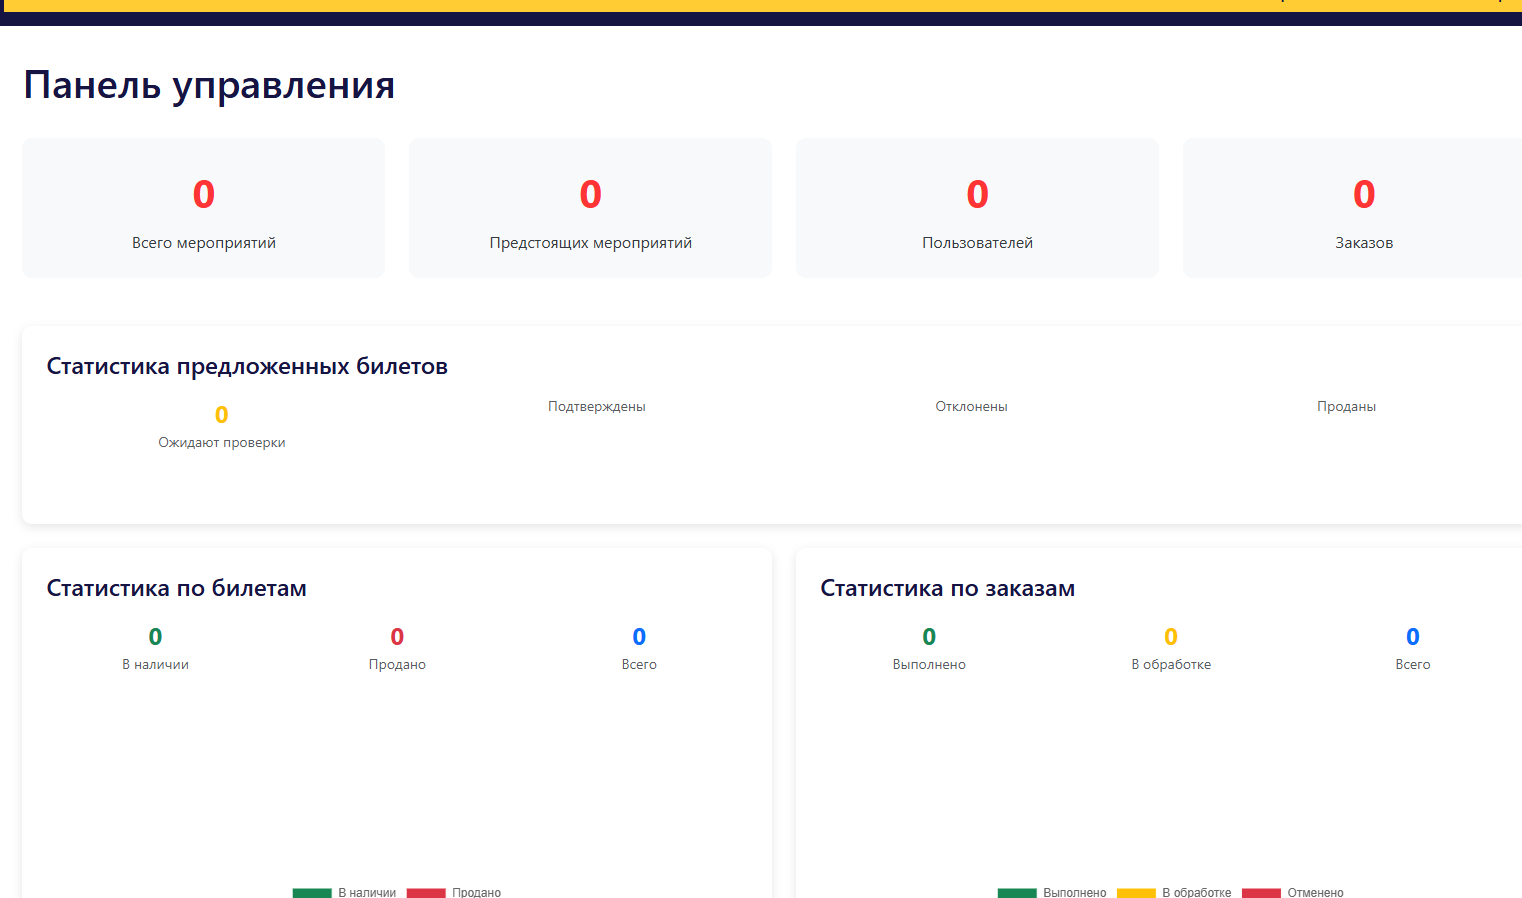 Панель управления
0 0 0 0
Всего мероприятий Предстоящих мероприятий Пользователей Заказов
Статистика предложенных билетов
0
Ожидают проверки
Подтверждены
Отклонены
Проданы
Статистика по билетам
0 0 0
В наличии Продано Всего
В наличии Продано
Статистика по заказам
0 0 0
Выполнено В обработке Всего
Выполнено В обработке Отменено